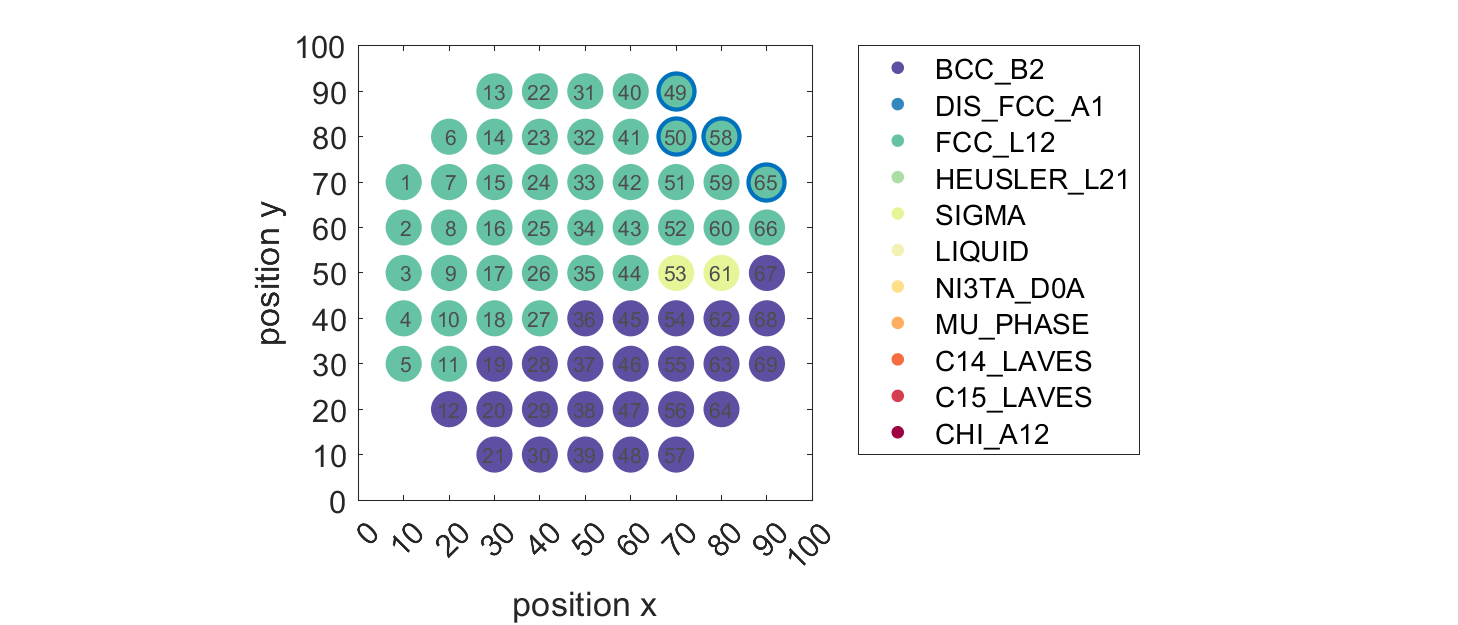 100
90
80
70
60
50
40
30
20
10
0
position y
13 22 31 40 49
6 14 23 32 41 50 58
1 7 15 24 33 42 51 59 65
2 8 16 25 34 43 52 60 66
3 9 17 26 35 44 53 61 67
4 10 18 27 36 45 54 62 68
5 11 19 28 37 46 55 63 69
12 20 29 38 47 56 64
21 30 39 48 57
0 10 20 30 40 50 60 70 80 90 100
position x
BCC_B2
DIS_FCC_A1
FCC_L12
HEUSLER_L21
SIGMA
LIQUID
NI3TA_D0A
MU_PHASE
C14_LAVES
C15_LAVES
CHI_A12